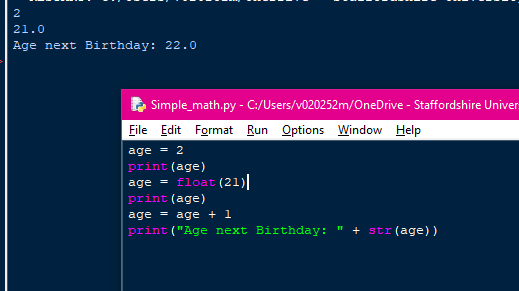 2
21.0
Age next Birthday: 22.0
Simple_math.py - C:/Users/v020252m/OneDrive - Staffordshire Univers
File Edit Format Run Options Window Help
age = 2
print(age)
age = float(21)
print(age)
age = age + 1
print("Age next Birthday: " + str(age))